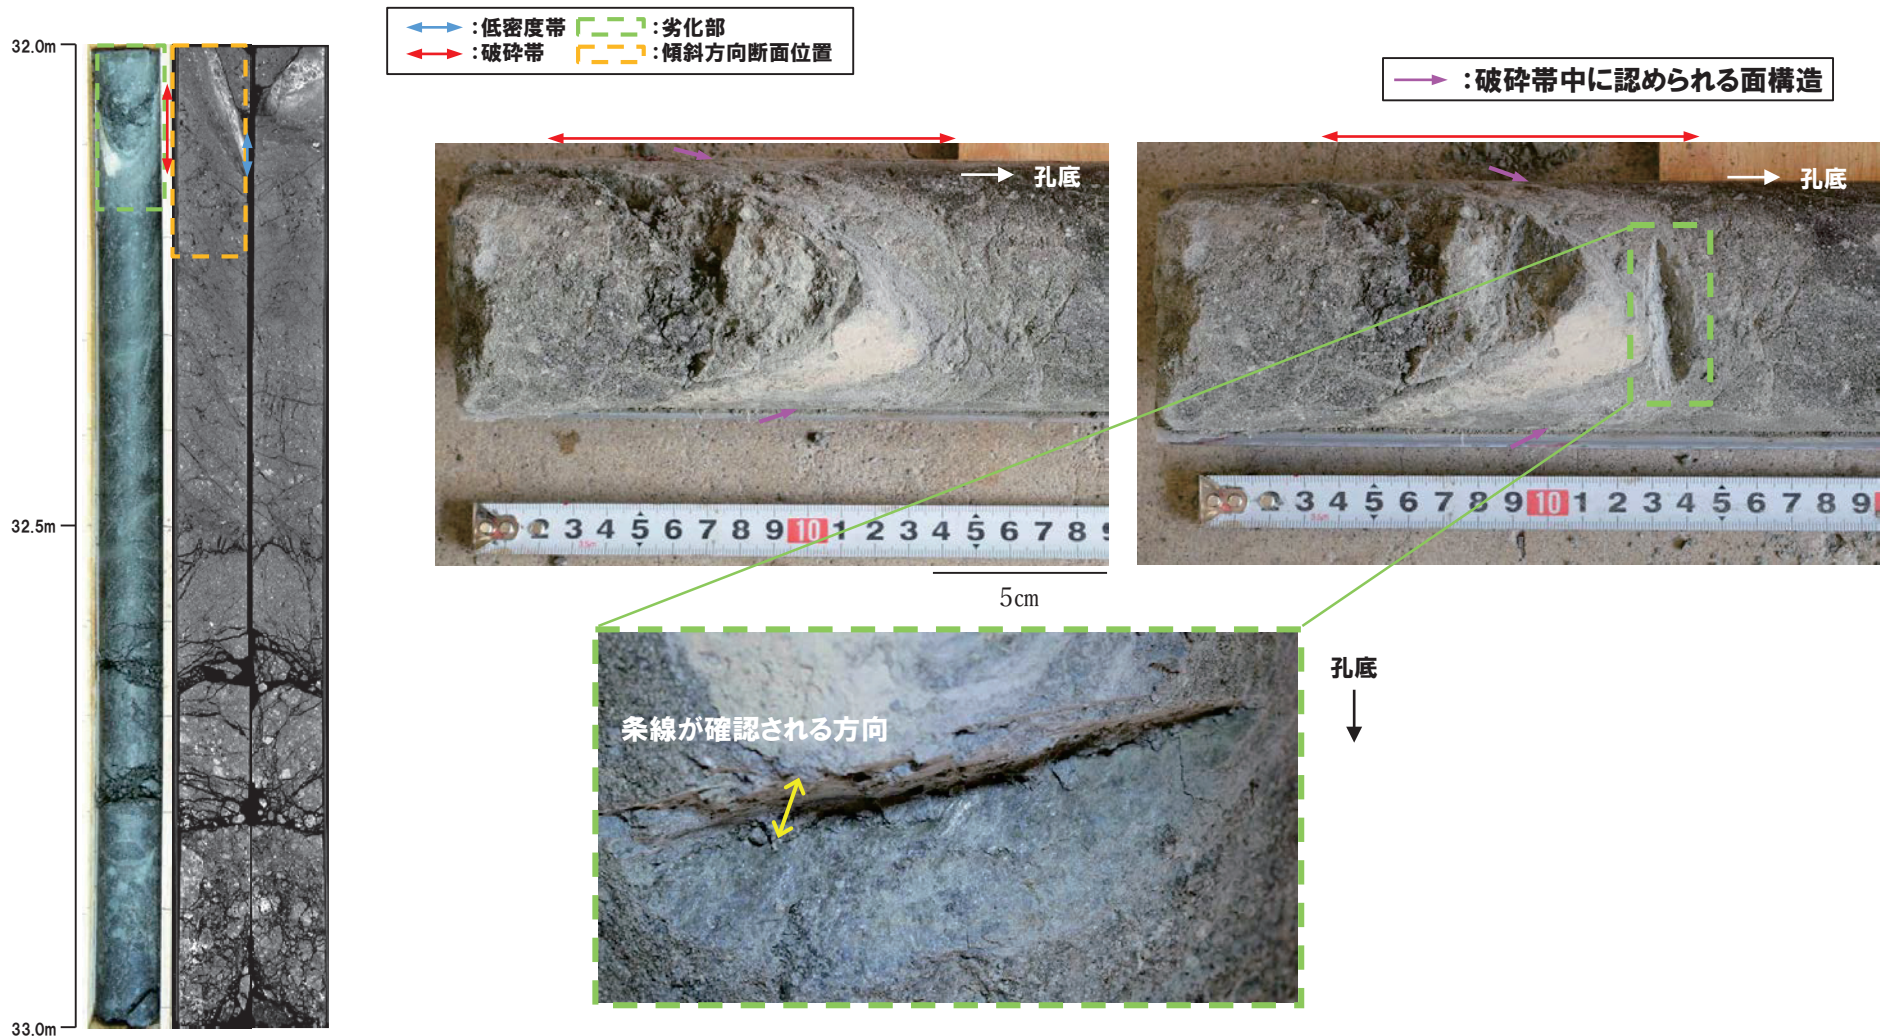 32.0m
32.5m
33.0m
:低密度帯
:劣化部
:破砕帯
:傾斜方向断面位置
:破砕帯中に認められる面構造
孔底
孔底
2 3 4 5 6 7 8 9 10 1 2 3 4 5 6 7 8 9
2 3 4 5 6 7 8 9 10 1 2 3 4 5 6 7 8 9
5cm
条線が確認される方向
孔底